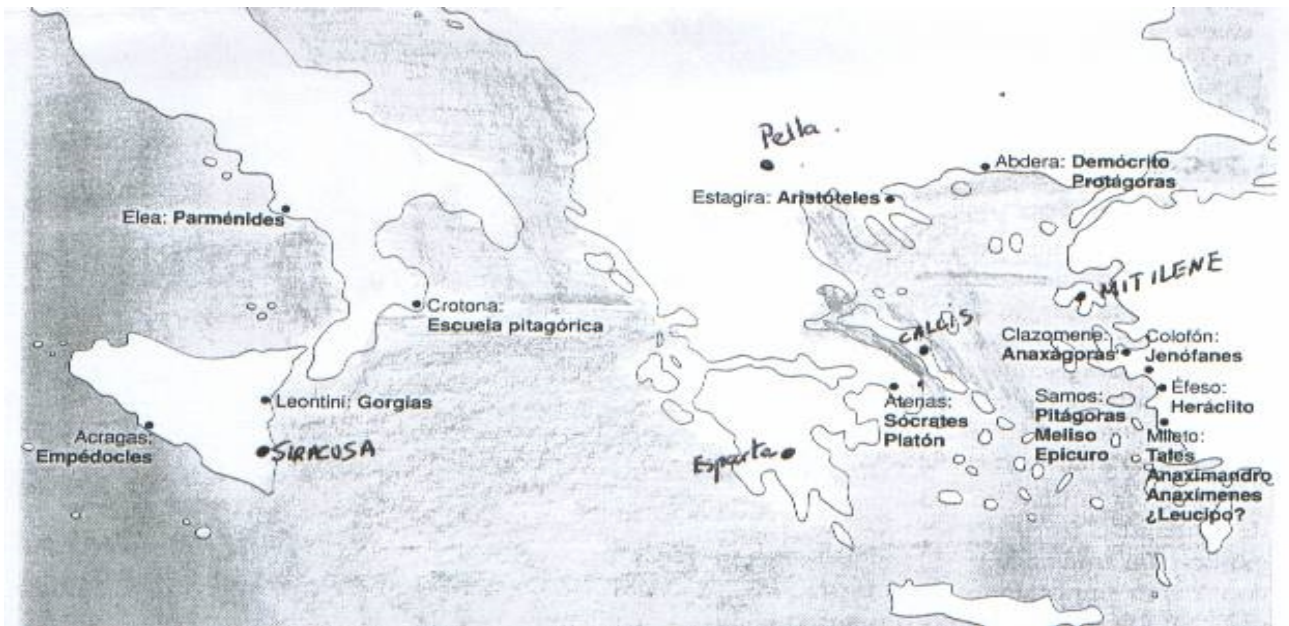 Pella
Abdera: Demócrito
Protágoras
Estagira: Aristóteles
Elea: Parménides
MITILENE
Crotona:
Escuela pitagórica
CALCIS
Clazomene:
Anaxágoras
Colofón:
Jenófanes
Leontini: Gorgias
Atenas:
Sócrates
Platón
Samos:
Pitágoras
Meliso
Epicuro
Éfeso:
Heráclito
Acragas:
Empédocles
SIRACUSA
Esparta
Mileto:
Tales
Anaximandro
Anaxímenes
¿Leucipo?